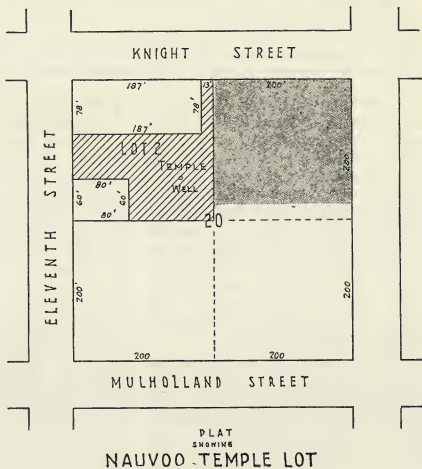 KNIGHT STREET
187' 13' 200'
78' 78'
187'
LOT 2
TEMPLE
WELL
200'
80'
60' 60'
80'
20
ELEVENTH STREET
200' 200
200 200
MULHOLLAND STREET
PLAT
SHOWING
NAUVOO-TEMPLE LOT